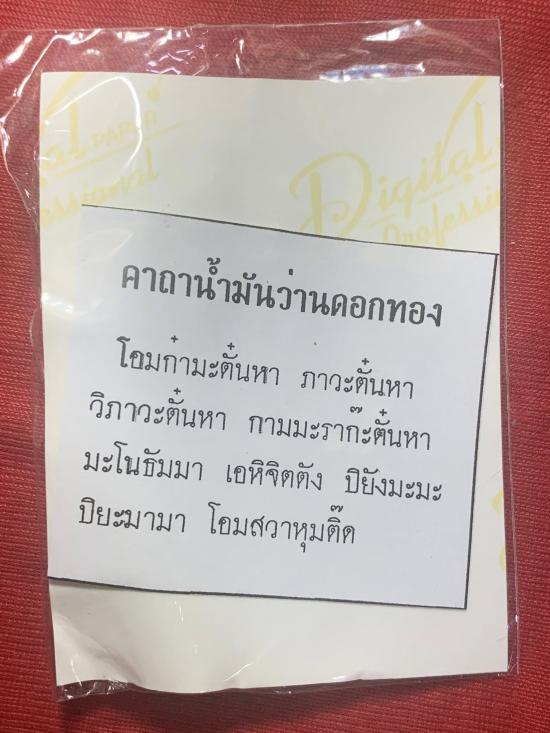 PAPER
Professional
Digital
Professional
คาถาน้ำมันว่านดอกทอง
โอมก๋ามะตั๋นหา ภาวะตั๋นหา
วิภาวะตั๋นหา กามมะราก๊ะตั๋นหา
มะโนธัมมา เอหิจิตตัง ปิยังมะมะ
ปิยะมามา โอมสวาหุมติ๊ด